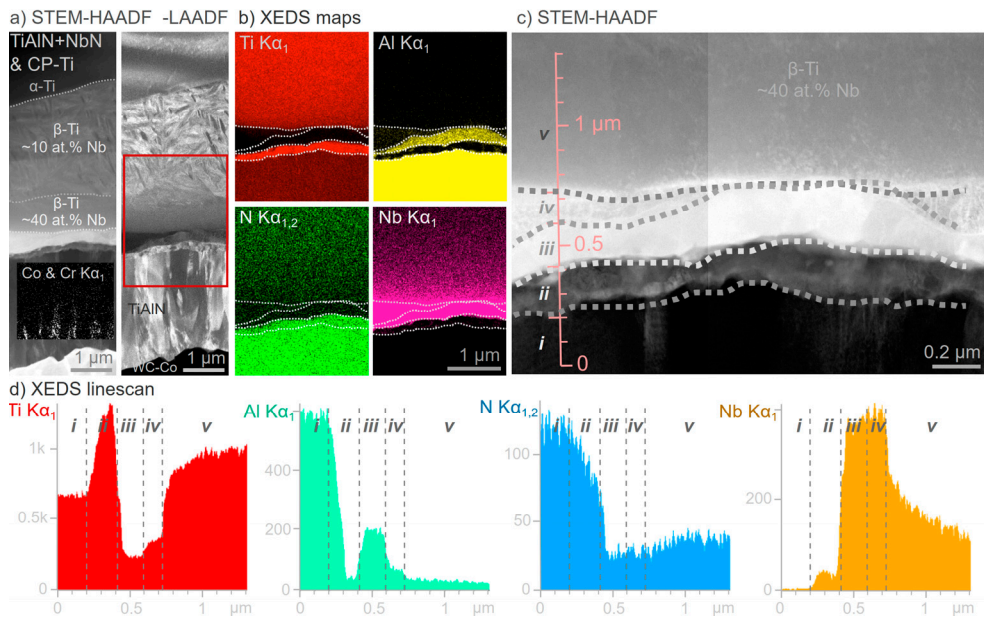 a) STEM-HAADF -LAADF
TiAlN+NbN
& CP-Ti
α-Ti
β-Ti
~10 at.% Nb
β-Ti
~40 at.% Nb
Co & Cr Kα1
1 μm
TiAlN
WC-Co
1 μm
b) XEDS maps
Ti Kα1
Al Kα1
N Kα1,2
Nb Kα1
1 μm
c) STEM-HAADF
β-Ti
~40 at.% Nb
1 μm
v
iv
iii
0.5
ii
i
0
0.2 μm
d) XEDS linescan
Ti Kα1
i ii iii iv v
1k
0.5k
0
0 0.5 1 μm
Al Kα1
i ii iii iv v
400
200
0
0 0.5 1 μm
N Kα1,2
i ii iii iv v
100
50
0
0 0.5 1 μm
Nb Kα1
i ii iii iv v
200
0
0 0.5 1 μm